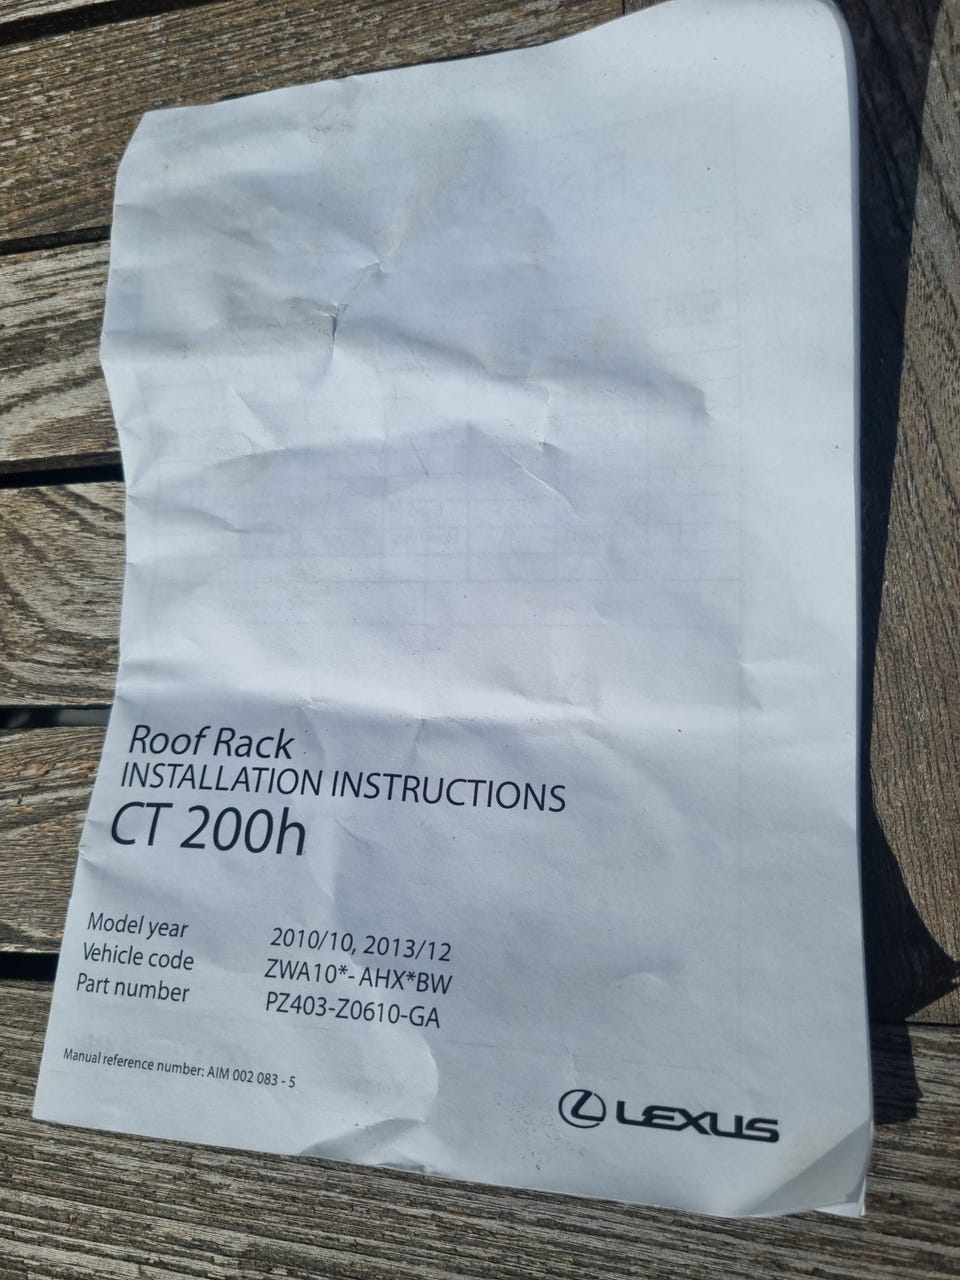 Roof Rack
INSTALLATION INSTRUCTIONS
CT 200h
Model year 2010/10, 2013/12
Vehicle code ZWA10*- AHX*BW
Part number PZ403-Z0610-GA
Manual reference number: AIM 002 083 - 5
LEXUS